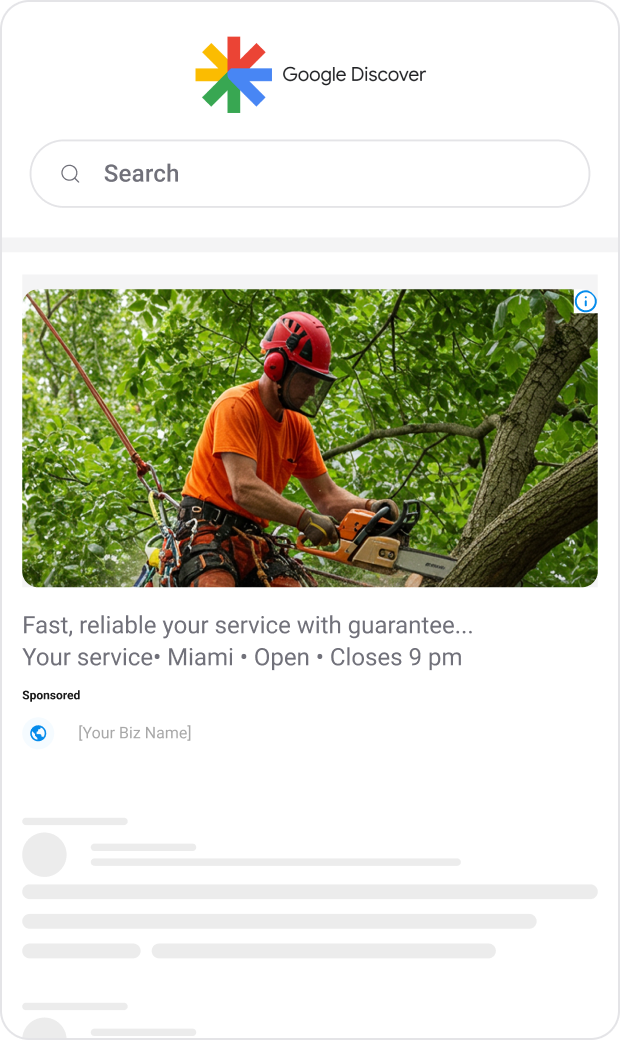 Google Discover
Search
Fast, reliable your service with guarantee...
Your service• Miami • Open • Closes 9 pm
Sponsored
[Your Biz Name]